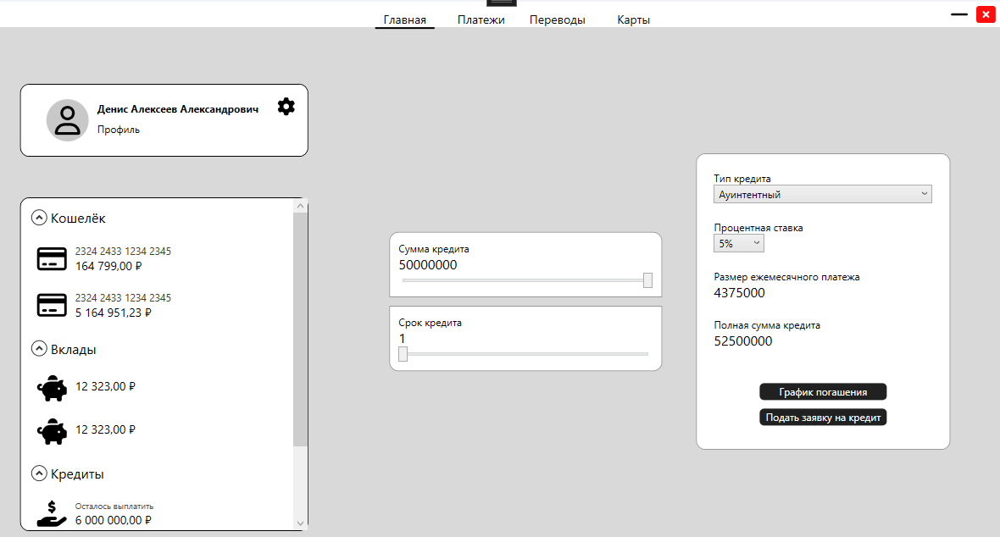 Главная Платежи Переводы Карты
Денис Алексеев Александрович
Профиль
Кошелёк
2324 2433 1234 2345
164 799,00 ₽
2324 2433 1234 2345
5 164 951,23 ₽
Вклады
12 323,00 ₽
12 323,00 ₽
Кредиты
Осталось выплатить
6 000 000,00 ₽
Сумма кредита
50000000
Срок кредита
1
Тип кредита
Ауинтентный
Процентная ставка
5%
Размер ежемесячного платежа
4375000
Полная сумма кредита
52500000
График погашения
Подать заявку на кредит